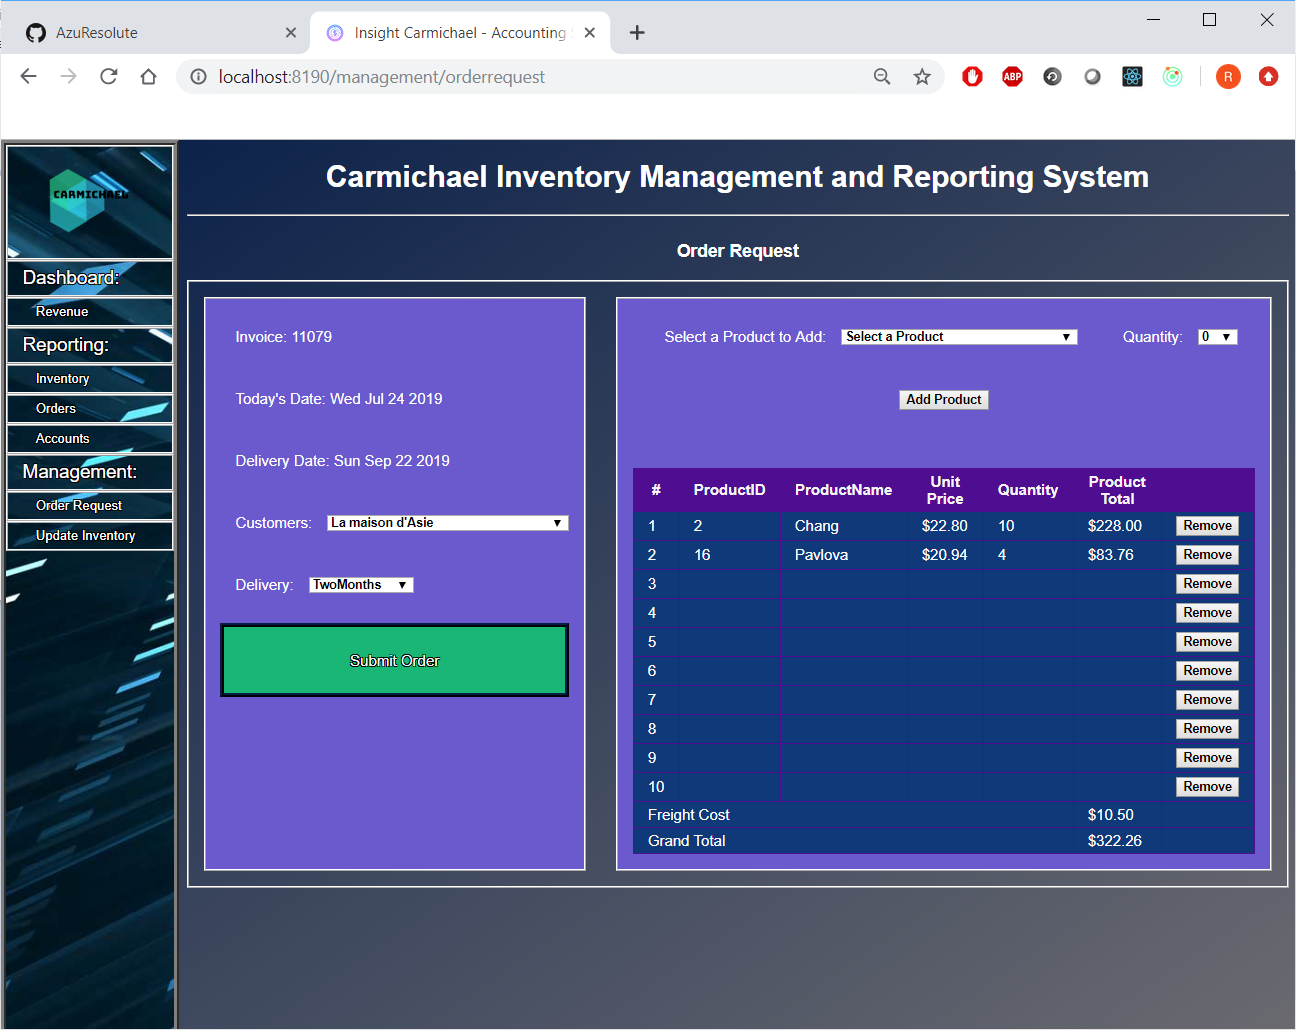 AzuResolute
Insight Carmichael - Accounting
localhost:8190/management/orderrequest
ABP
R
CARMICHAEL
Carmichael Inventory Management and Reporting System
Order Request
Dashboard:
Revenue
Reporting:
Inventory
Orders
Accounts
Management:
Order Request
Update Inventory
Invoice: 11079
Today's Date: Wed Jul 24 2019
Delivery Date: Sun Sep 22 2019
Customers: La maison d'Asie
Delivery: TwoMonths
Submit Order
Select a Product to Add: Select a Product Quantity: 0
Add Product
# ProductID ProductName Unit Price Quantity Product Total
1 2 Chang $22.80 10 $228.00 Remove
2 16 Pavlova $20.94 4 $83.76 Remove
3 Remove
4 Remove
5 Remove
6 Remove
7 Remove
8 Remove
9 Remove
10 Remove
Freight Cost $10.50
Grand Total $322.26